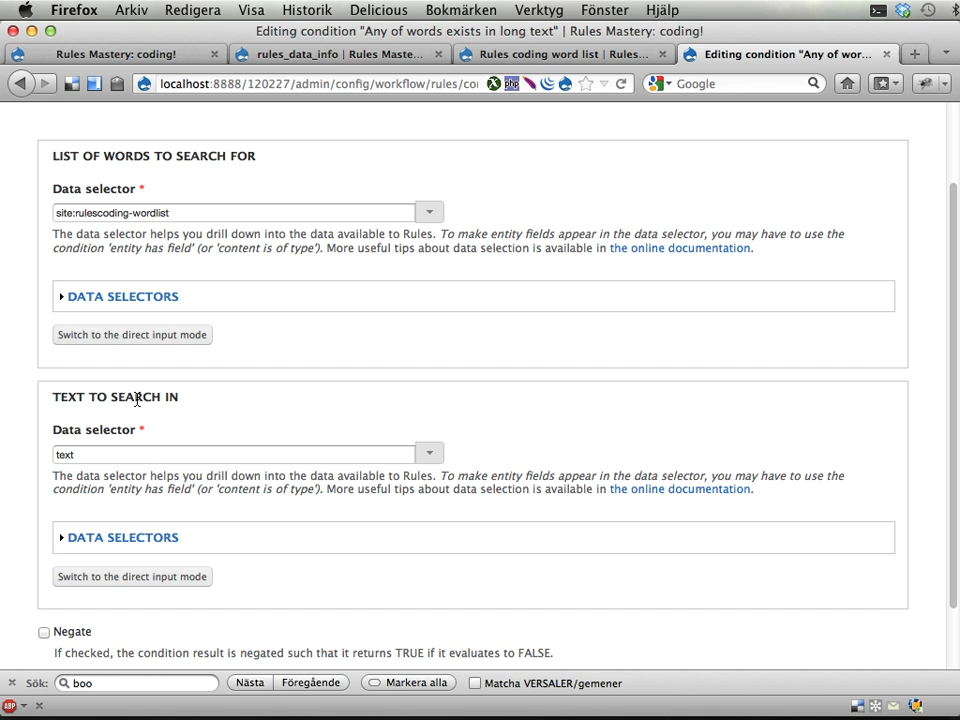 Firefox Arkiv Redigera Visa Historik Delicious Bokmärken Verktyg Fönster Hjälp
Editing condition "Any of words exists in long text" | Rules Mastery: coding!
Rules Mastery: coding! rules_data_info | Rules Maste... Rules coding word list | Rules... Editing condition "Any of wor...
localhost:8888/120227/admin/config/workflow/rules/co php Google
LIST OF WORDS TO SEARCH FOR
Data selector *
site:rulescoding-wordlist
The data selector helps you drill down into the data available to Rules. To make entity fields appear in the data selector, you may have to use the
condition 'entity has field' (or 'content is of type'). More useful tips about data selection is available in the online documentation.
DATA SELECTORS
Switch to the direct input mode
TEXT TO SEARCH IN
Data selector *
text
The data selector helps you drill down into the data available to Rules. To make entity fields appear in the data selector, you may have to use the
condition 'entity has field' (or 'content is of type'). More useful tips about data selection is available in the online documentation.
DATA SELECTORS
Switch to the direct input mode
Negate
If checked, the condition result is negated such that it returns TRUE if it evaluates to FALSE.
Sök: boo Nästa Föregående Markera alla Matcha VERSALER/gemener
ABP